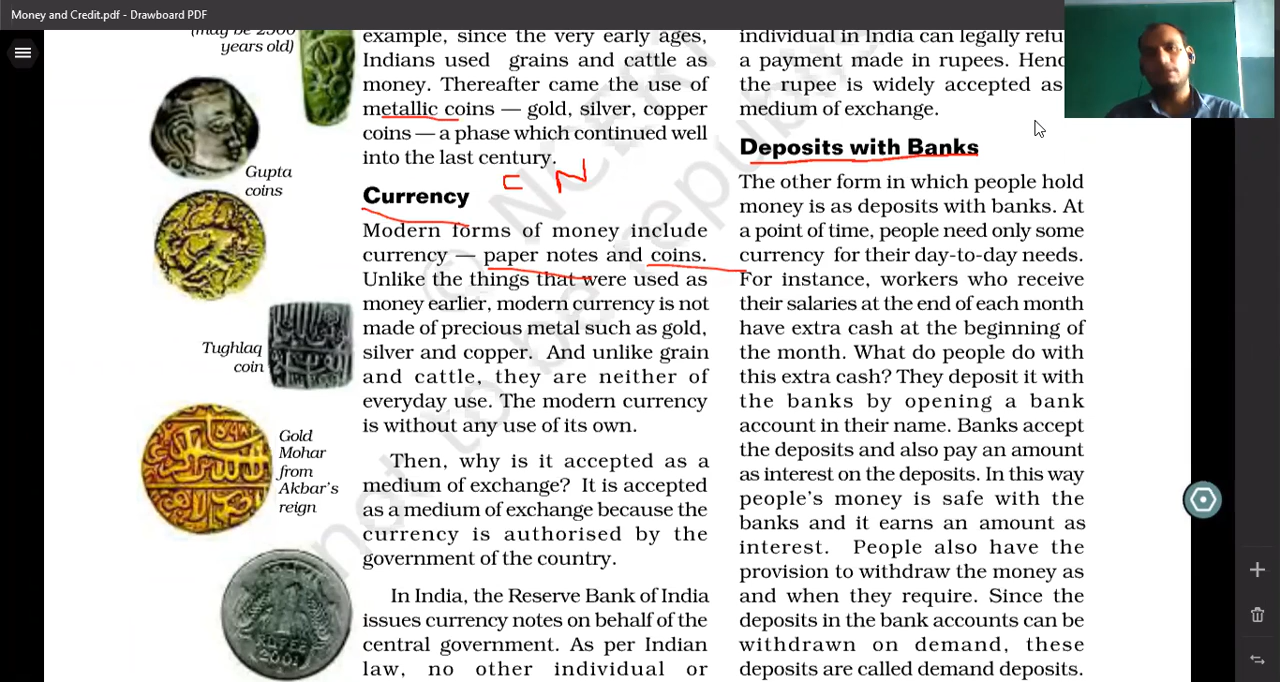 Money and Credit.pdf - Drawboard PDF
(may be 2500
years old)
Gupta
coins
Tughlaq
coin
Gold
Mohar
from
Akbar's
reign
example, since the very early ages,
Indians used grains and cattle as
money. Thereafter came the use of
metallic coins — gold, silver, copper
coins — a phase which continued well
into the last century.
C N
Currency
Modern forms of money include
currency — paper notes and coins.
Unlike the things that were used as
money earlier, modern currency is not
made of precious metal such as gold,
silver and copper. And unlike grain
and cattle, they are neither of
everyday use. The modern currency
is without any use of its own.
Then, why is it accepted as a
medium of exchange? It is accepted
as a medium of exchange because the
currency is authorised by the
government of the country.
In India, the Reserve Bank of India
issues currency notes on behalf of the
central government. As per Indian
law, no other individual or
individual in India can legally refu
a payment made in rupees. Henc
the rupee is widely accepted as
medium of exchange.
Deposits with Banks
The other form in which people hold
money is as deposits with banks. At
a point of time, people need only some
currency for their day-to-day needs.
For instance, workers who receive
their salaries at the end of each month
have extra cash at the beginning of
the month. What do people do with
this extra cash? They deposit it with
the banks by opening a bank
account in their name. Banks accept
the deposits and also pay an amount
as interest on the deposits. In this way
people's money is safe with the
banks and it earns an amount as
interest. People also have the
provision to withdraw the money as
and when they require. Since the
deposits in the bank accounts can be
withdrawn on demand, these
deposits are called demand deposits.
© NCERT
not to be republis
2001